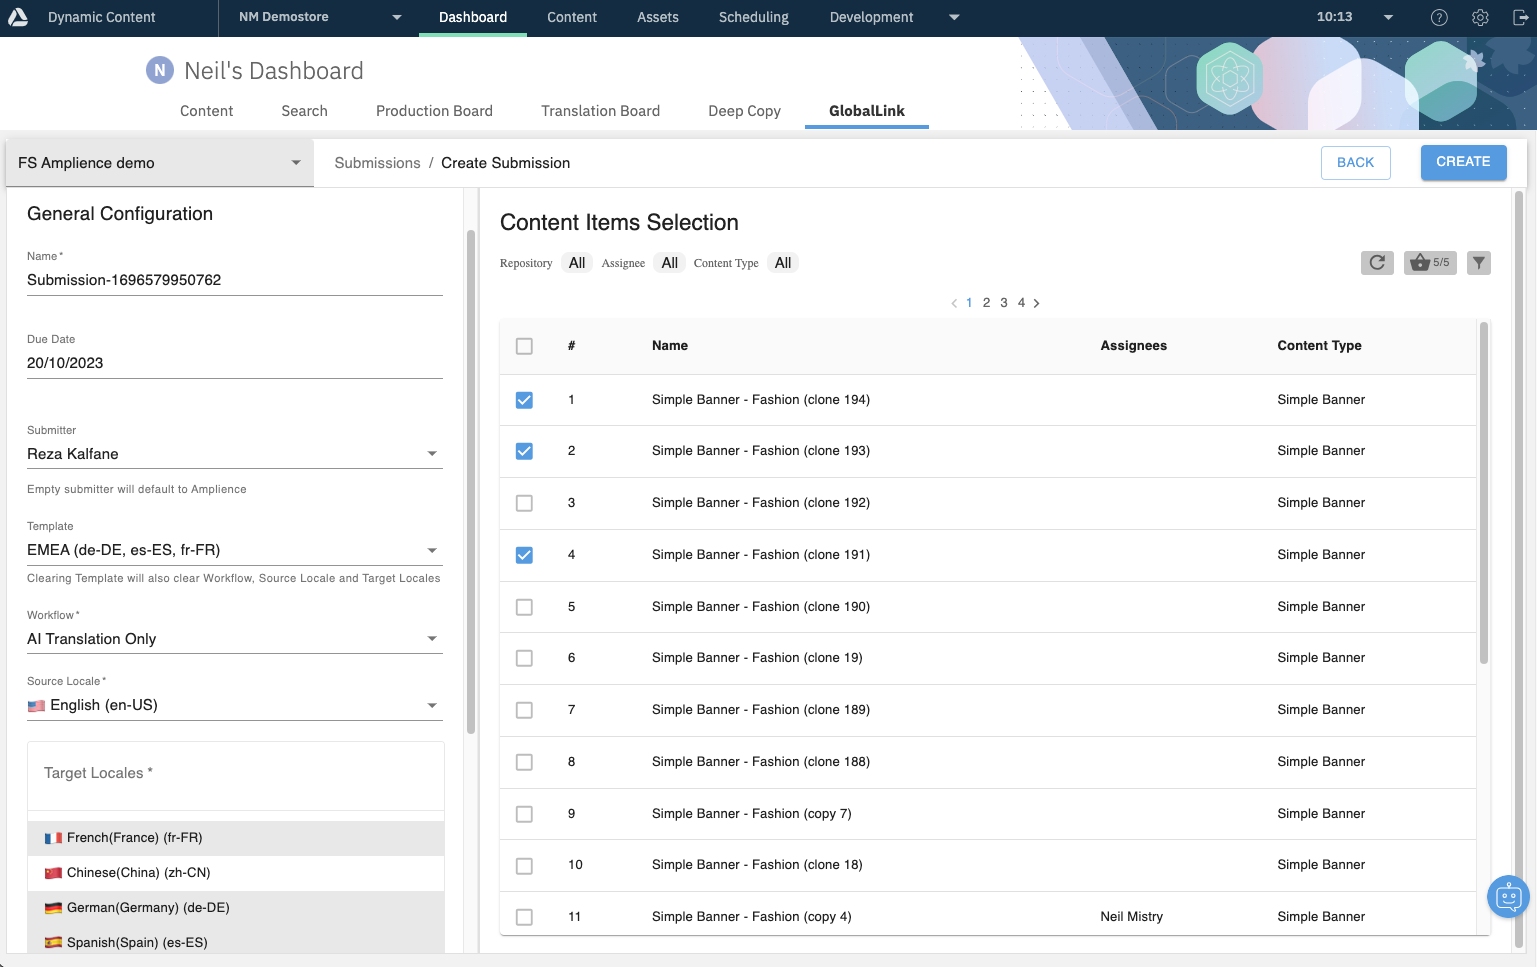 Dynamic Content
NM Demostore
Dashboard
Content
Assets
Scheduling
Development
10:13
?
N
Neil's Dashboard
Content
Search
Production Board
Translation Board
Deep Copy
GlobalLink
FS Amplience demo
Submissions / Create Submission
BACK
CREATE
General Configuration
Name*
Submission-1696579950762
Due Date
20/10/2023
Submitter
Reza Kalfane
Empty submitter will default to Amplience
Template
EMEA (de-DE, es-ES, fr-FR)
Clearing Template will also clear Workflow, Source Locale and Target Locales
Workflow*
AI Translation Only
Source Locale*
English (en-US)
Target Locales *
French(France) (fr-FR)
Chinese(China) (zh-CN)
German(Germany) (de-DE)
Spanish(Spain) (es-ES)
Content Items Selection
Repository All Assignee All Content Type All
5/5
< 1 2 3 4 >
# Name Assignees Content Type
1 Simple Banner - Fashion (clone 194) Simple Banner
2 Simple Banner - Fashion (clone 193) Simple Banner
3 Simple Banner - Fashion (clone 192) Simple Banner
4 Simple Banner - Fashion (clone 191) Simple Banner
5 Simple Banner - Fashion (clone 190) Simple Banner
6 Simple Banner - Fashion (clone 19) Simple Banner
7 Simple Banner - Fashion (clone 189) Simple Banner
8 Simple Banner - Fashion (clone 188) Simple Banner
9 Simple Banner - Fashion (copy 7) Simple Banner
10 Simple Banner - Fashion (clone 18) Simple Banner
11 Simple Banner - Fashion (copy 4) Neil Mistry Simple Banner